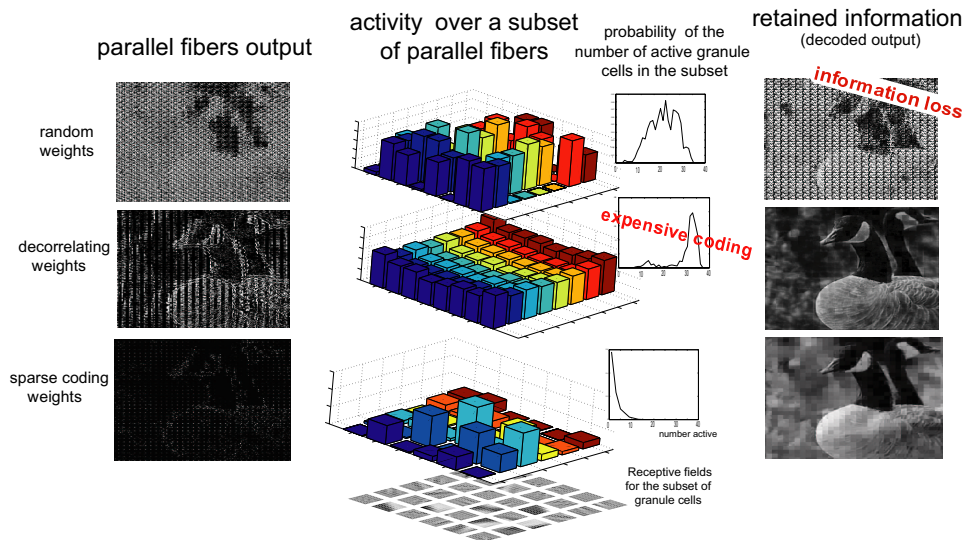 parallel fibers output
activity over a subset
of parallel fibers
probability of the
number of active granule
cells in the subset
retained information
(decoded output)
random
weights
information loss
0 10 20 30 40
decorrelating
weights
expensive coding
0 10 20 30 40
sparse coding
weights
0 10 20 30 40
number active
Receptive fields
for the subset of
granule cells